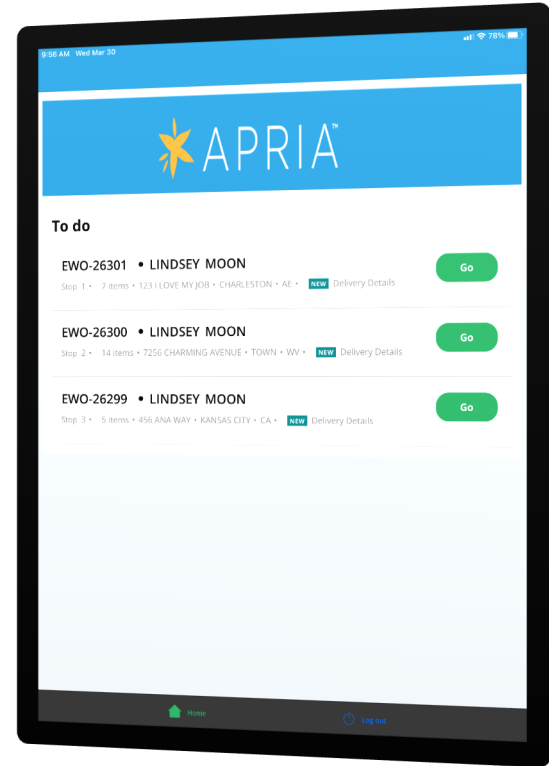 9:56 AM Wed Mar 30 78%
APRIA™
To do
EWO-26301 • LINDSEY MOON
Go
Stop 1 • 7 items • 123 I LOVE MY JOB • CHARLESTON • AE • NEW Delivery Details
EWO-26300 • LINDSEY MOON
Go
Stop 2 • 14 items • 7256 CHARMING AVENUE • TOWN • WV • NEW Delivery Details
EWO-26299 • LINDSEY MOON
Go
Stop 3 • 5 items • 456 ANA WAY • KANSAS CITY • CA • NEW Delivery Details
Home Log out